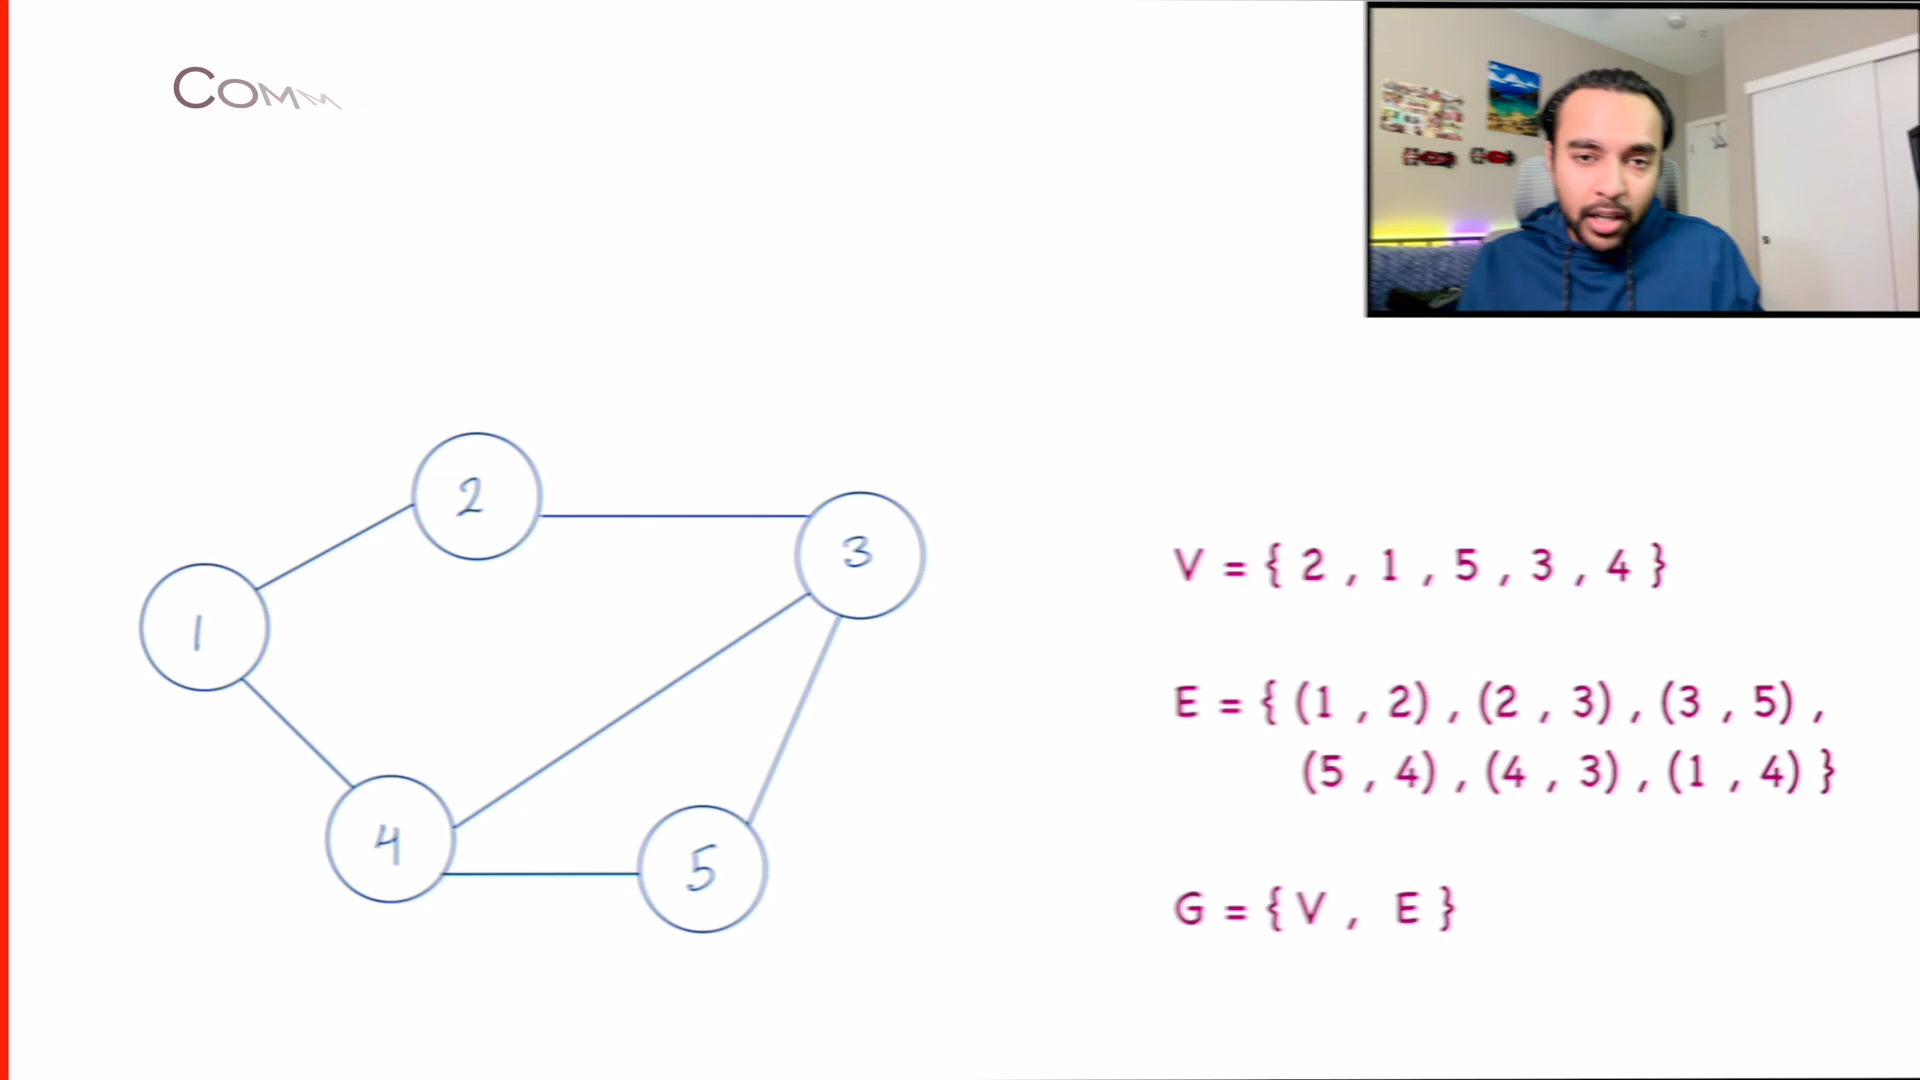 Comm
2
3
1
4
5
V = { 2 , 1 , 5 , 3 , 4 }
E = { (1 , 2) , (2 , 3) , (3 , 5) ,
(5 , 4) , (4 , 3) , (1 , 4) }
G = { V , E }